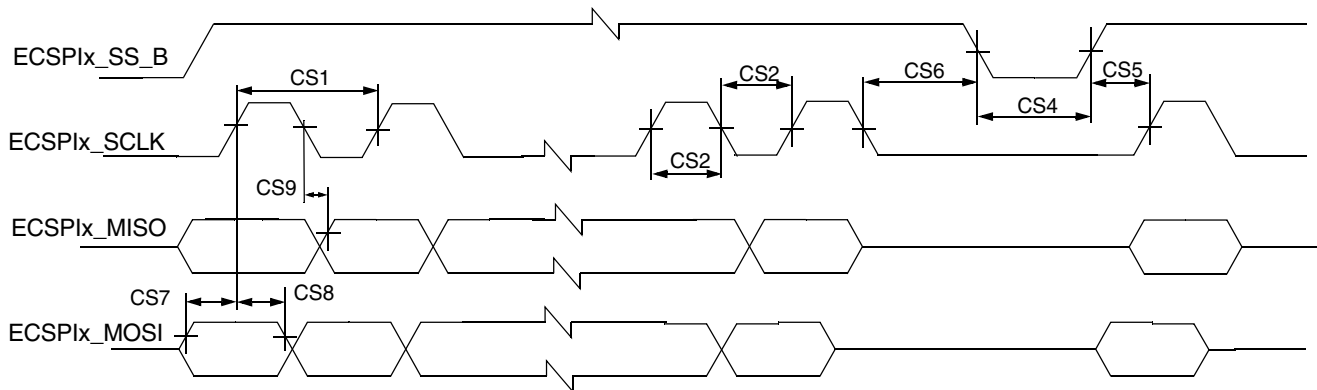 ECSPIx_SS_B
CS1
CS2
CS6
CS5
CS4
ECSPIx_SCLK
CS2
CS9
ECSPIx_MISO
CS7
CS8
ECSPIx_MOSI